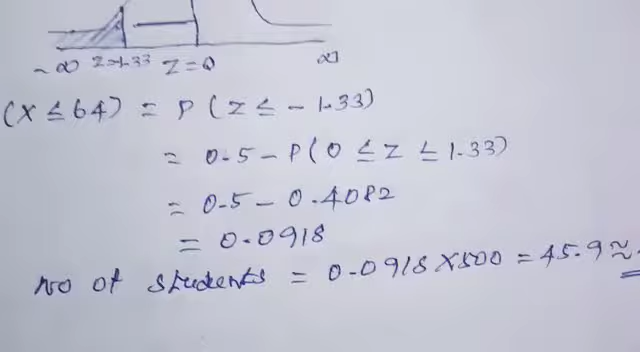 -∞ Z=-1.33 Z=0 ∞
(X ≤ 64) = P (Z ≤ - 1.33)
= 0.5 - P(0 ≤ Z ≤ 1.33)
= 0.5 - 0.4082
= 0.0918
No of students = 0.0918 X 500 = 45.9 ≈